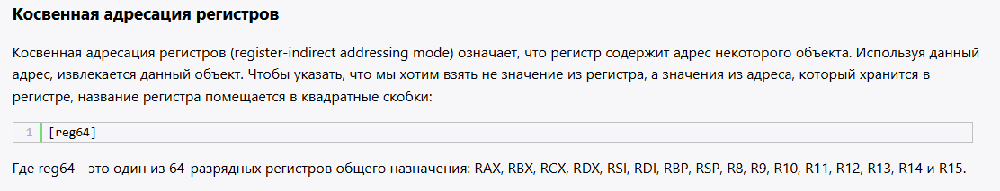 Косвенная адресация регистров
Косвенная адресация регистров (register-indirect addressing mode) означает, что регистр содержит адрес некоторого объекта. Используя данный
адрес, извлекается данный объект. Чтобы указать, что мы хотим взять не значение из регистра, а значения из адреса, который хранится в
регистре, название регистра помещается в квадратные скобки:
1 [reg64]
Где reg64 - это один из 64-разрядных регистров общего назначения: RAX, RBX, RCX, RDX, RSI, RDI, RBP, RSP, R8, R9, R10, R11, R12, R13, R14 и R15.